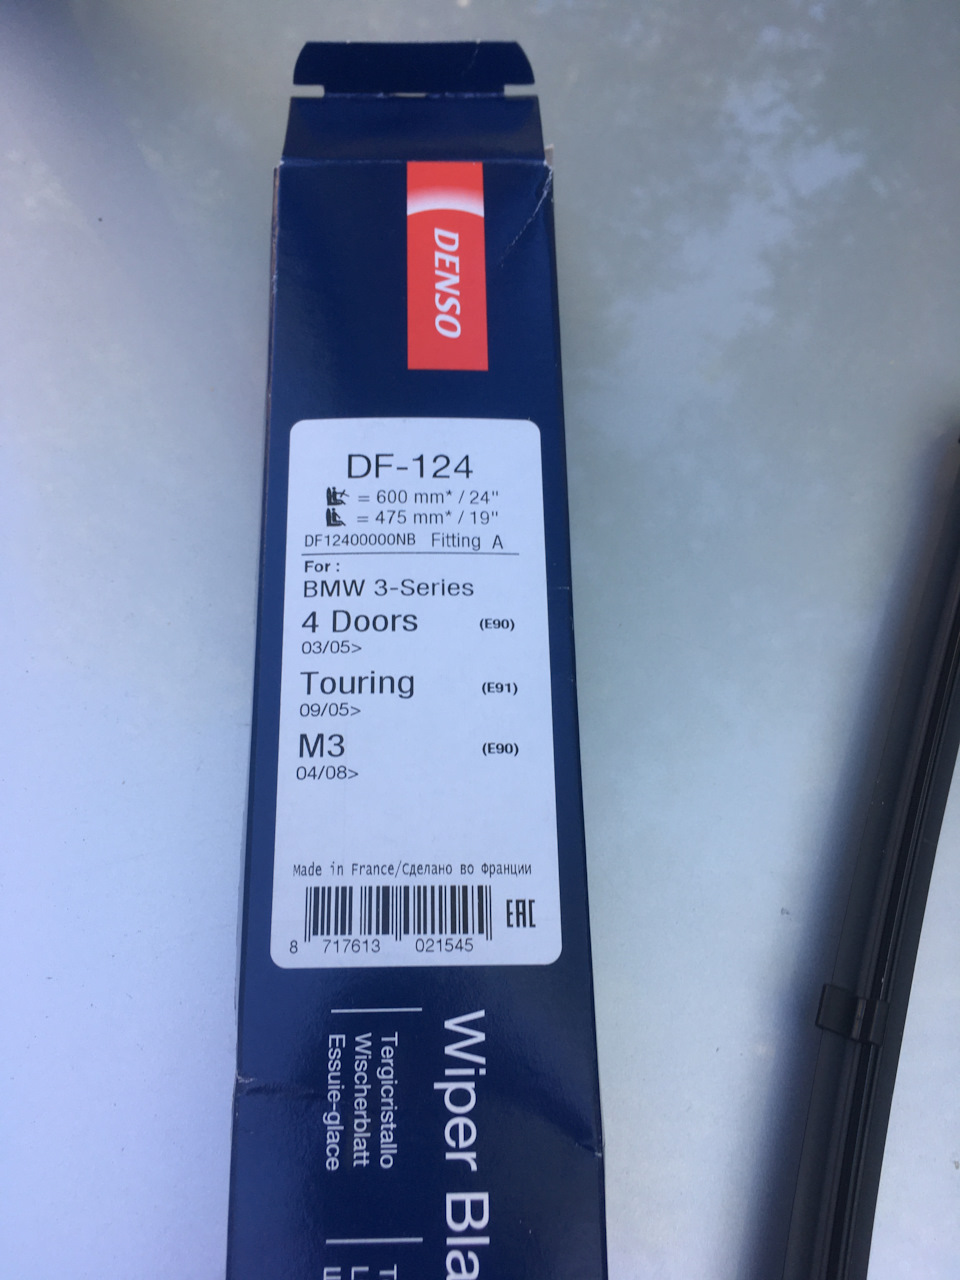 DENSO
DF-124
= 600 mm* / 24"
= 475 mm* / 19"
DF12400000NB Fitting A
For :
BMW 3-Series
4 Doors (E90)
03/05>
Touring (E91)
09/05>
M3 (E90)
04/08>
Made in France/Сделано во Франции
EAC
8 717613 021545
Wiper Bla
Tergicristallo
Wischerblatt
Essuie-glace